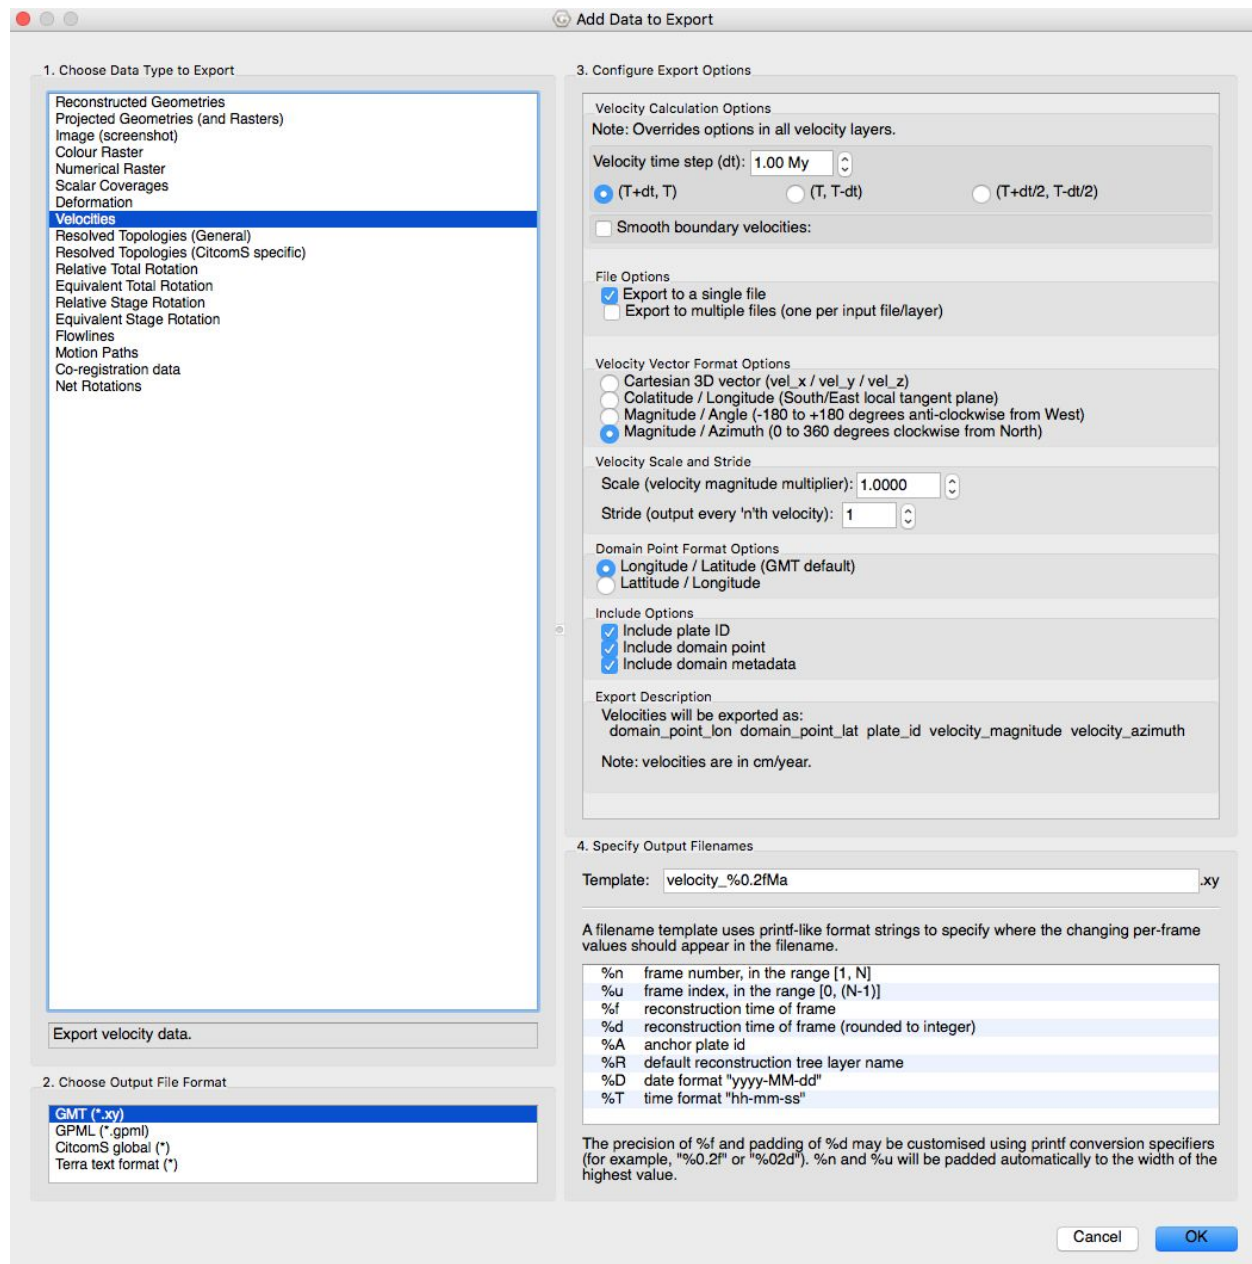 Add Data to Export
1. Choose Data Type to Export
Reconstructed Geometries
Projected Geometries (and Rasters)
Image (screenshot)
Colour Raster
Numerical Raster
Scalar Coverages
Deformation
Velocities
Resolved Topologies (General)
Resolved Topologies (CitcomS specific)
Relative Total Rotation
Equivalent Total Rotation
Relative Stage Rotation
Equivalent Stage Rotation
Flowlines
Motion Paths
Co-registration data
Net Rotations
Export velocity data.
2. Choose Output File Format
GMT (*.xy)
GPML (*.gpml)
CitcomS global (*)
Terra text format (*)
3. Configure Export Options
Velocity Calculation Options
Note: Overrides options in all velocity layers.
Velocity time step (dt): 1.00 My
(T+dt, T) (T, T-dt) (T+dt/2, T-dt/2)
Smooth boundary velocities:
File Options
Export to a single file
Export to multiple files (one per input file/layer)
Velocity Vector Format Options
Cartesian 3D vector (vel_x / vel_y / vel_z)
Colatitude / Longitude (South/East local tangent plane)
Magnitude / Angle (-180 to +180 degrees anti-clockwise from West)
Magnitude / Azimuth (0 to 360 degrees clockwise from North)
Velocity Scale and Stride
Scale (velocity magnitude multiplier): 1.0000
Stride (output every 'n'th velocity): 1
Domain Point Format Options
Longitude / Latitude (GMT default)
Lattitude / Longitude
Include Options
Include plate ID
Include domain point
Include domain metadata
Export Description
Velocities will be exported as:
domain_point_lon domain_point_lat plate_id velocity_magnitude velocity_azimuth
Note: velocities are in cm/year.
4. Specify Output Filenames
Template: velocity_%0.2fMa .xy
A filename template uses printf-like format strings to specify where the changing per-frame
values should appear in the filename.
%n frame number, in the range [1, N]
%u frame index, in the range [0, (N-1)]
%f reconstruction time of frame
%d reconstruction time of frame (rounded to integer)
%A anchor plate id
%R default reconstruction tree layer name
%D date format "yyyy-MM-dd"
%T time format "hh-mm-ss"
The precision of %f and padding of %d may be customised using printf conversion specifiers
(for example, "%0.2f" or "%02d"). %n and %u will be padded automatically to the width of the
highest value.
Cancel OK